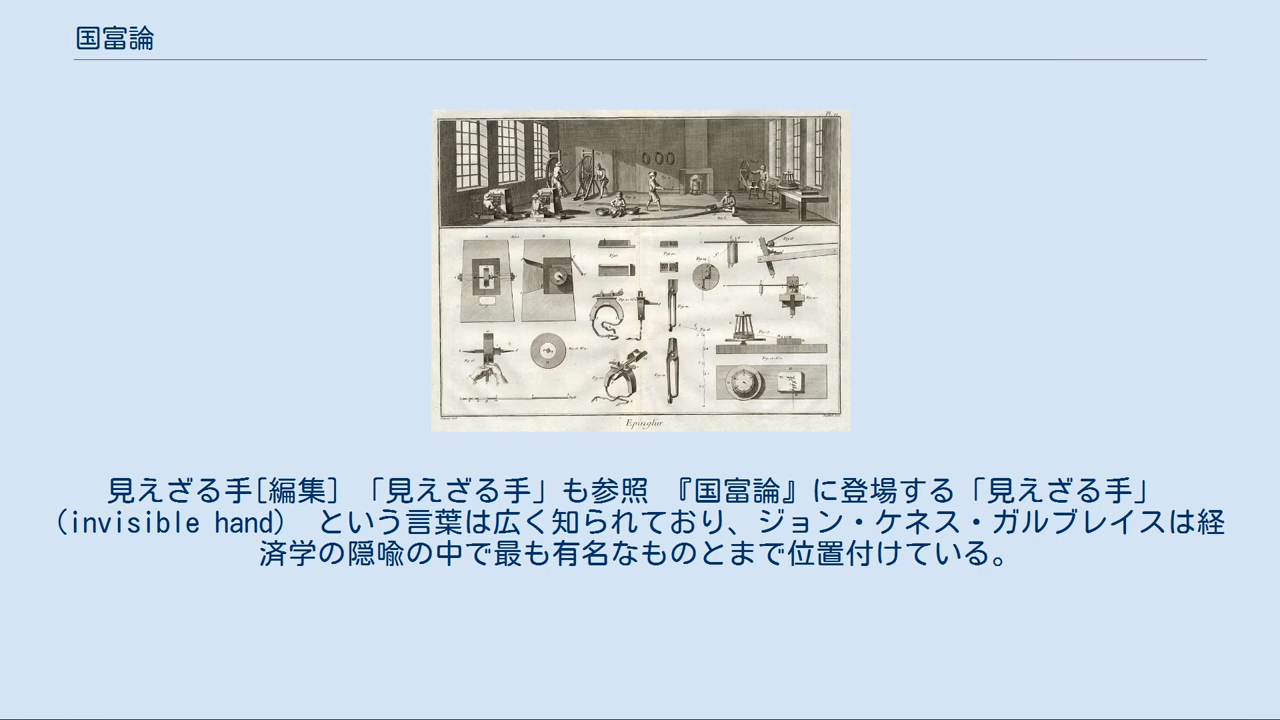 国富論
Pl. II.
Epinglier
見えざる手[編集] 「見えざる手」も参照 『国富論』に登場する「見えざる手」
（invisible hand） という言葉は広く知られており、ジョン・ケネス・ガルブレイスは経
済学の隠喩の中で最も有名なものとまで位置付けている。